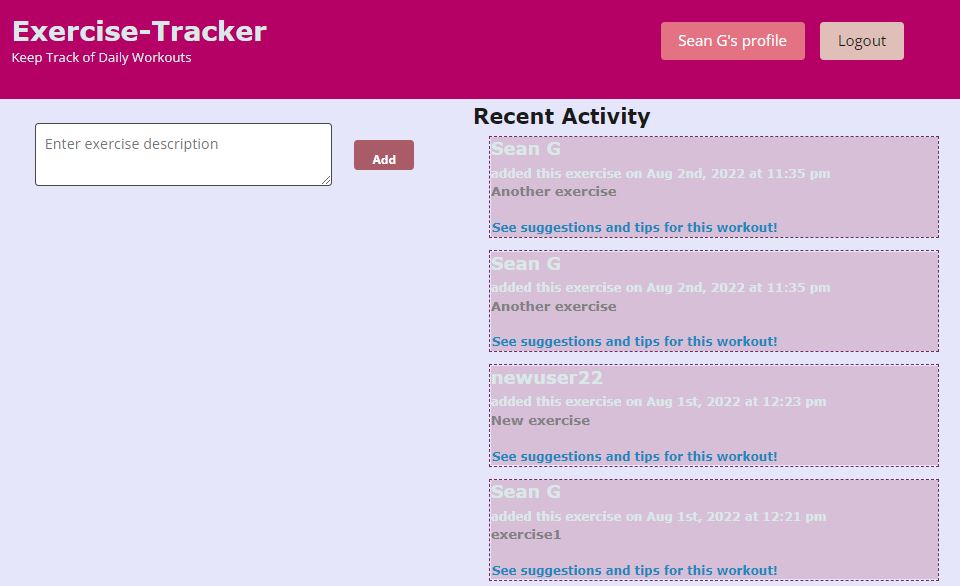 Exercise-Tracker
Keep Track of Daily Workouts
Sean G's profile
Logout
Enter exercise description
Add
Recent Activity
Sean G
added this exercise on Aug 2nd, 2022 at 11:35 pm
Another exercise
See suggestions and tips for this workout!
Sean G
added this exercise on Aug 2nd, 2022 at 11:35 pm
Another exercise
See suggestions and tips for this workout!
newuser22
added this exercise on Aug 1st, 2022 at 12:23 pm
New exercise
See suggestions and tips for this workout!
Sean G
added this exercise on Aug 1st, 2022 at 12:21 pm
exercise1
See suggestions and tips for this workout!